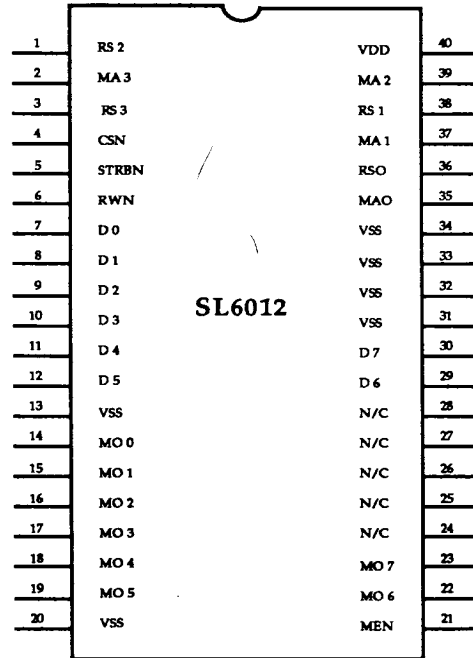 1 RS 2 VDD 40
2 MA 3 MA 2 39
3 RS 3 RS 1 38
4 CSN MA 1 37
5 STRBN RSO 36
6 RWN MAO 35
7 D 0 VSS 34
8 D 1 VSS 33
9 D 2 VSS 32
SL6012
10 D 3 VSS 31
11 D 4 D 7 30
12 D 5 D 6 29
13 VSS N/C 28
14 MO 0 N/C 27
15 MO 1 N/C 26
16 MO 2 N/C 25
17 MO 3 N/C 24
18 MO 4 MO 7 23
19 MO 5 MO 6 22
20 VSS MEN 21